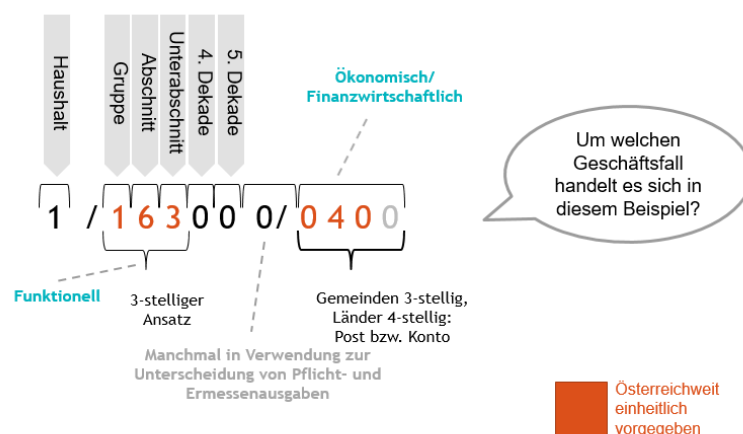 Haushalt
Gruppe
Abschnitt
Unterabschnitt
4. Dekade
5. Dekade
Ökonomisch/
Finanzwirtschaftlich
Um welchen
Geschäftsfall
handelt es sich in
diesem Beispiel?
1 / 1 6 3 0 0 0/ 0 4 0 0
Funktionell
3-stelliger
Ansatz
Gemeinden 3-stellig,
Länder 4-stellig:
Post bzw. Konto
Manchmal in Verwendung zur
Unterscheidung von Pflicht- und
Ermessenausgaben
Österreichweit
einheitlich
vorgegeben